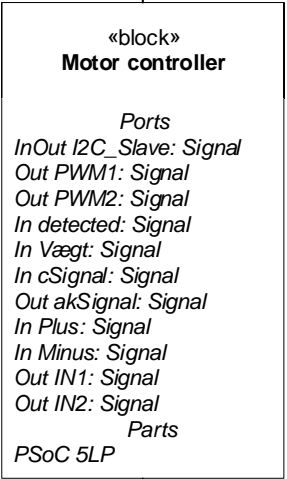 «block»
Motor controller
Ports
InOut I2C_Slave: Signal
Out PWM1: Signal
Out PWM2: Signal
In detected: Signal
In Vægt: Signal
In cSignal: Signal
Out akSignal: Signal
In Plus: Signal
In Minus: Signal
Out IN1: Signal
Out IN2: Signal
Parts
PSoC 5LP